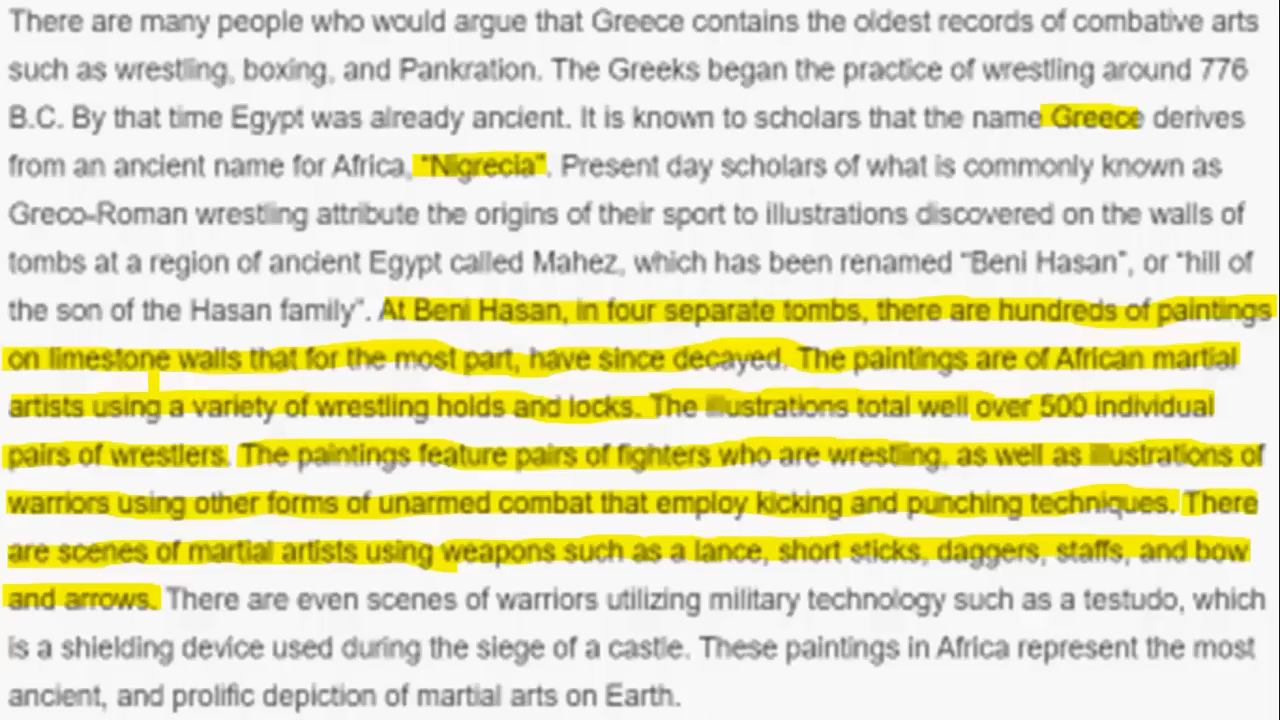 There are many people who would argue that Greece contains the oldest records of combative arts
such as wrestling, boxing, and Pankration. The Greeks began the practice of wrestling around 776
B.C. By that time Egypt was already ancient. It is known to scholars that the name Greece derives
from an ancient name for Africa, “Nigrecia”. Present day scholars of what is commonly known as
Greco-Roman wrestling attribute the origins of their sport to illustrations discovered on the walls of
tombs at a region of ancient Egypt called Mahez, which has been renamed “Beni Hasan”, or “hill of
the son of the Hasan family”. At Beni Hasan, in four separate tombs, there are hundreds of paintings
on limestone walls that for the most part, have since decayed. The paintings are of African martial
artists using a variety of wrestling holds and locks. The illustrations total well over 500 individual
pairs of wrestlers. The paintings feature pairs of fighters who are wrestling, as well as illustrations of
warriors using other forms of unarmed combat that employ kicking and punching techniques. There
are scenes of martial artists using weapons such as a lance, short sticks, daggers, staffs, and bow
and arrows. There are even scenes of warriors utilizing military technology such as a testudo, which
is a shielding device used during the siege of a castle. These paintings in Africa represent the most
ancient, and prolific depiction of martial arts on Earth.